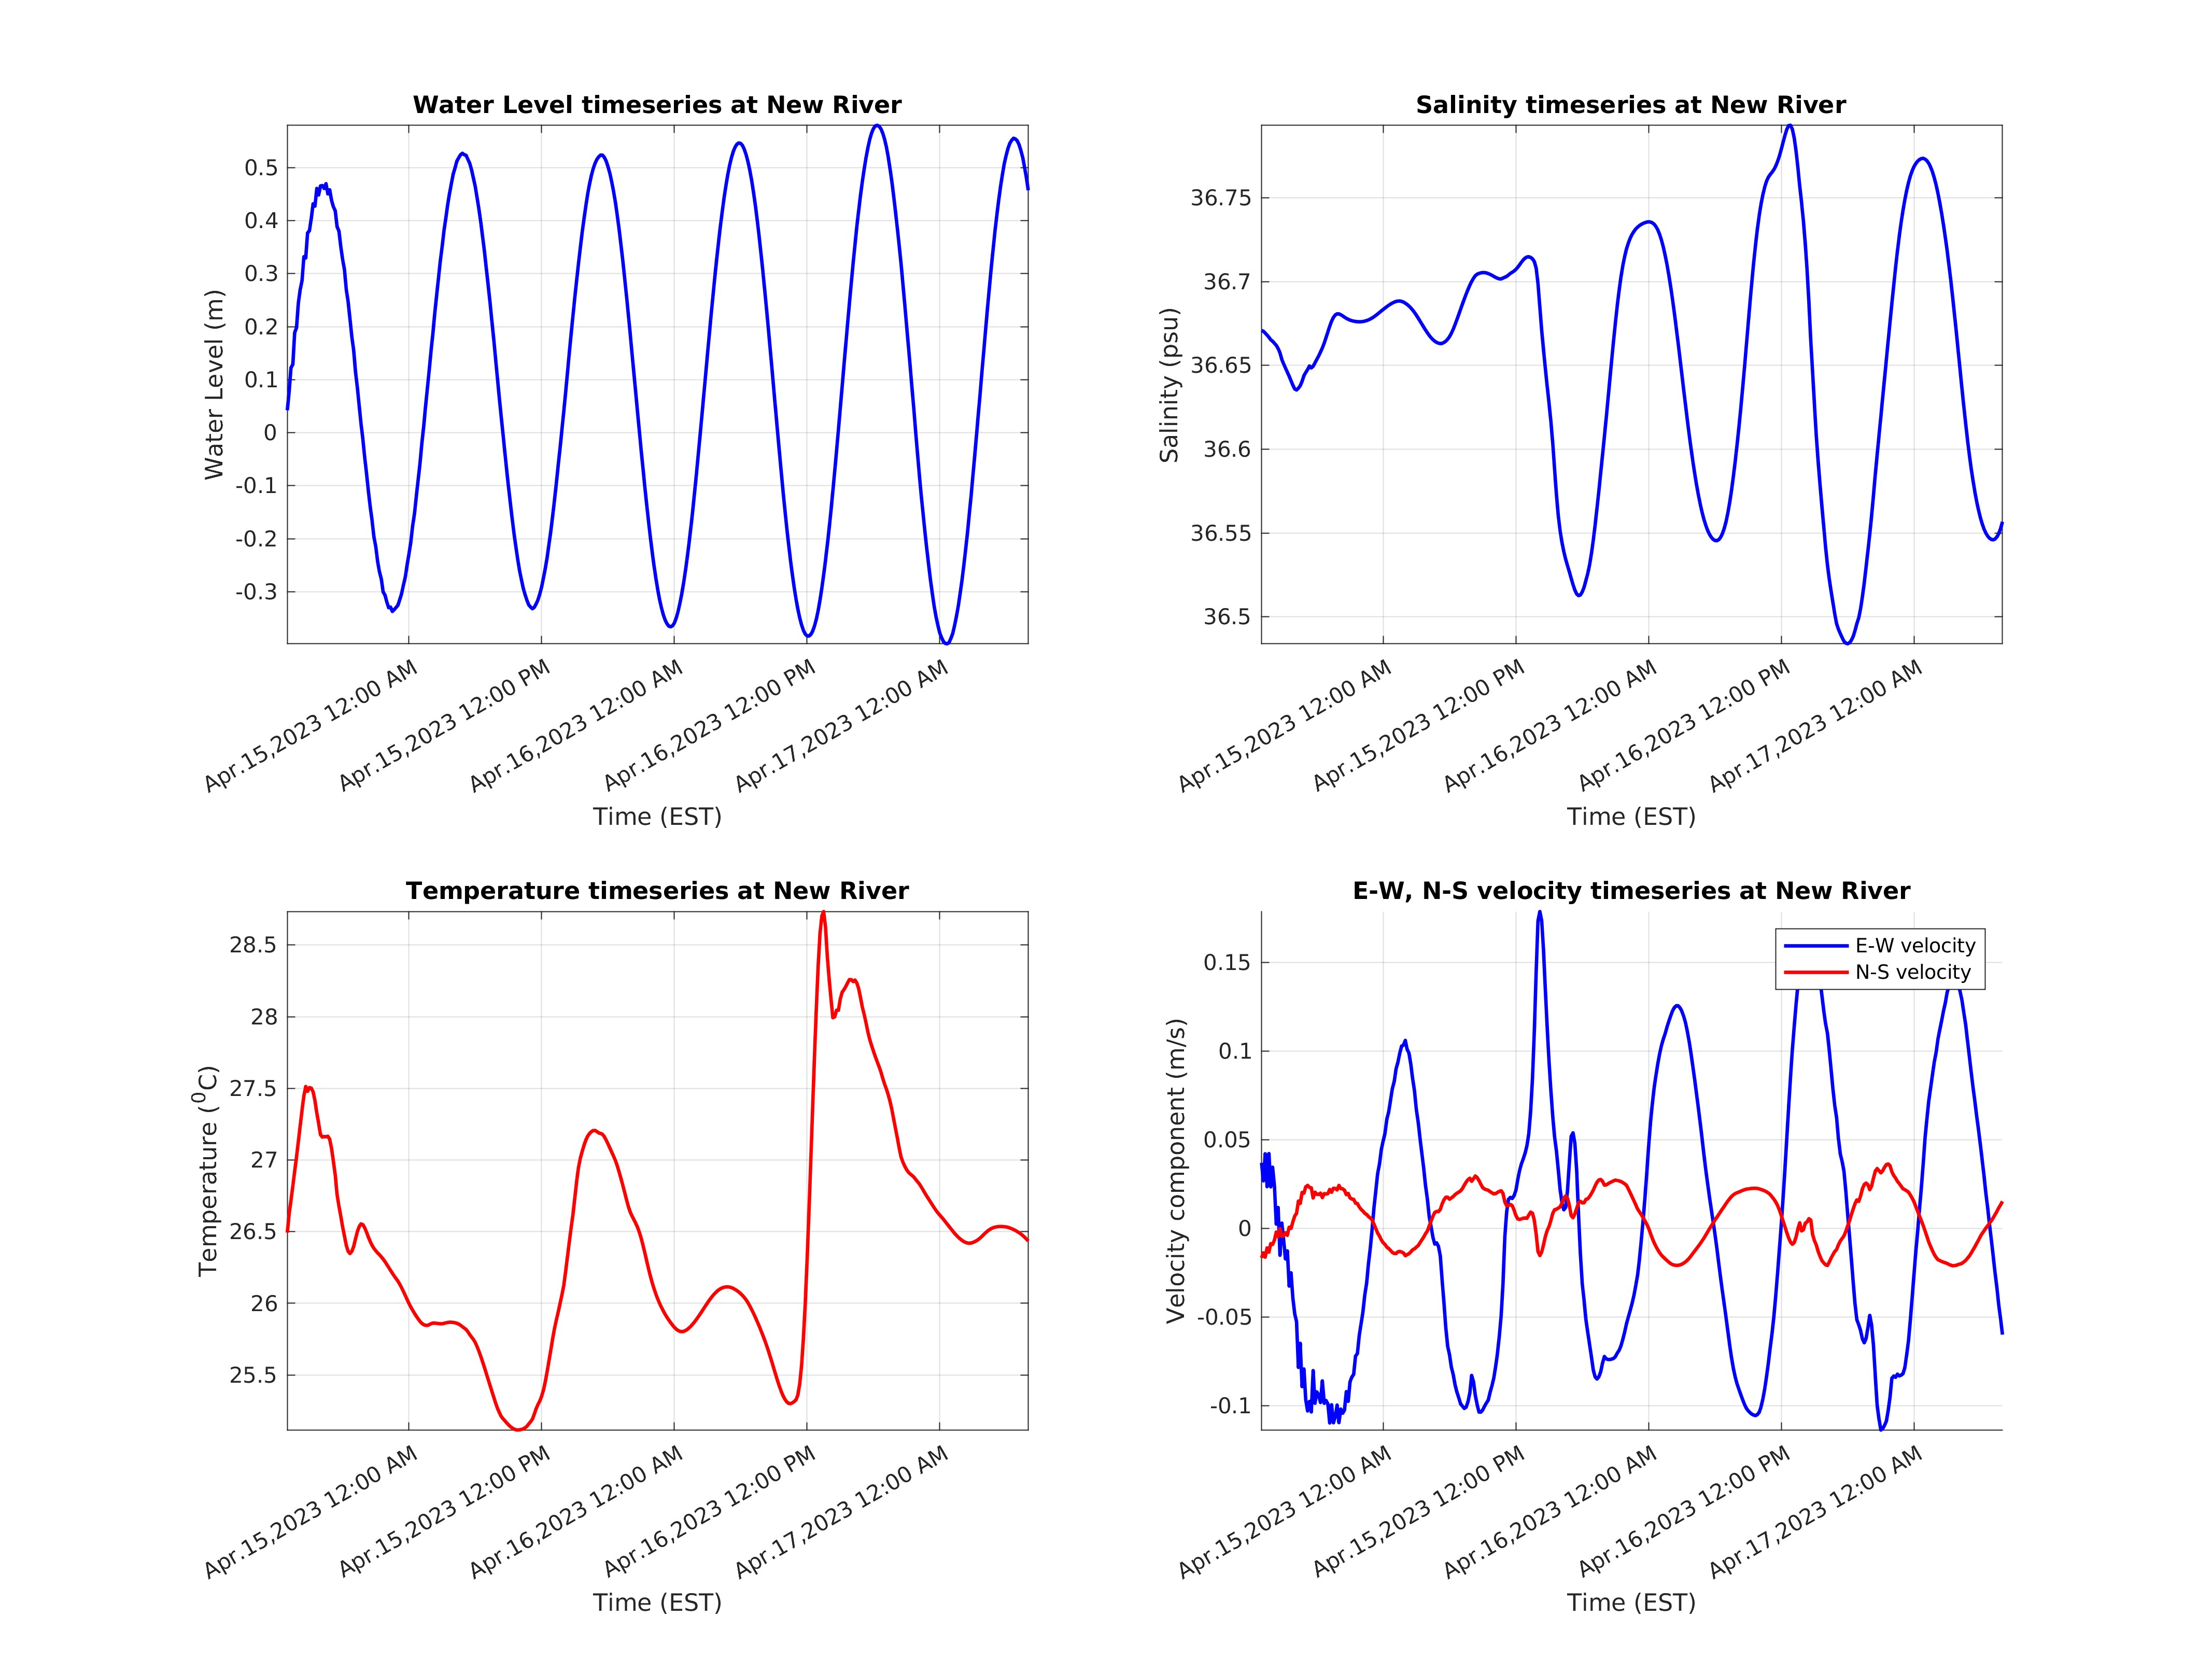 Water Level timeseries at New River
Water Level (m)
0.5
0.4
0.3
0.2
0.1
0
-0.1
-0.2
-0.3
Apr.15,2023 12:00 AM
Apr.15,2023 12:00 PM
Apr.16,2023 12:00 AM
Apr.16,2023 12:00 PM
Apr.17,2023 12:00 AM
Time (EST)
Salinity timeseries at New River
Salinity (psu)
36.75
36.7
36.65
36.6
36.55
36.5
Apr.15,2023 12:00 AM
Apr.15,2023 12:00 PM
Apr.16,2023 12:00 AM
Apr.16,2023 12:00 PM
Apr.17,2023 12:00 AM
Time (EST)
Temperature timeseries at New River
Temperature (⁰C)
28.5
28
27.5
27
26.5
26
25.5
Apr.15,2023 12:00 AM
Apr.15,2023 12:00 PM
Apr.16,2023 12:00 AM
Apr.16,2023 12:00 PM
Apr.17,2023 12:00 AM
Time (EST)
E-W, N-S velocity timeseries at New River
E-W velocity
N-S velocity
Velocity component (m/s)
0.15
0.1
0.05
0
-0.05
-0.1
Apr.15,2023 12:00 AM
Apr.15,2023 12:00 PM
Apr.16,2023 12:00 AM
Apr.16,2023 12:00 PM
Apr.17,2023 12:00 AM
Time (EST)